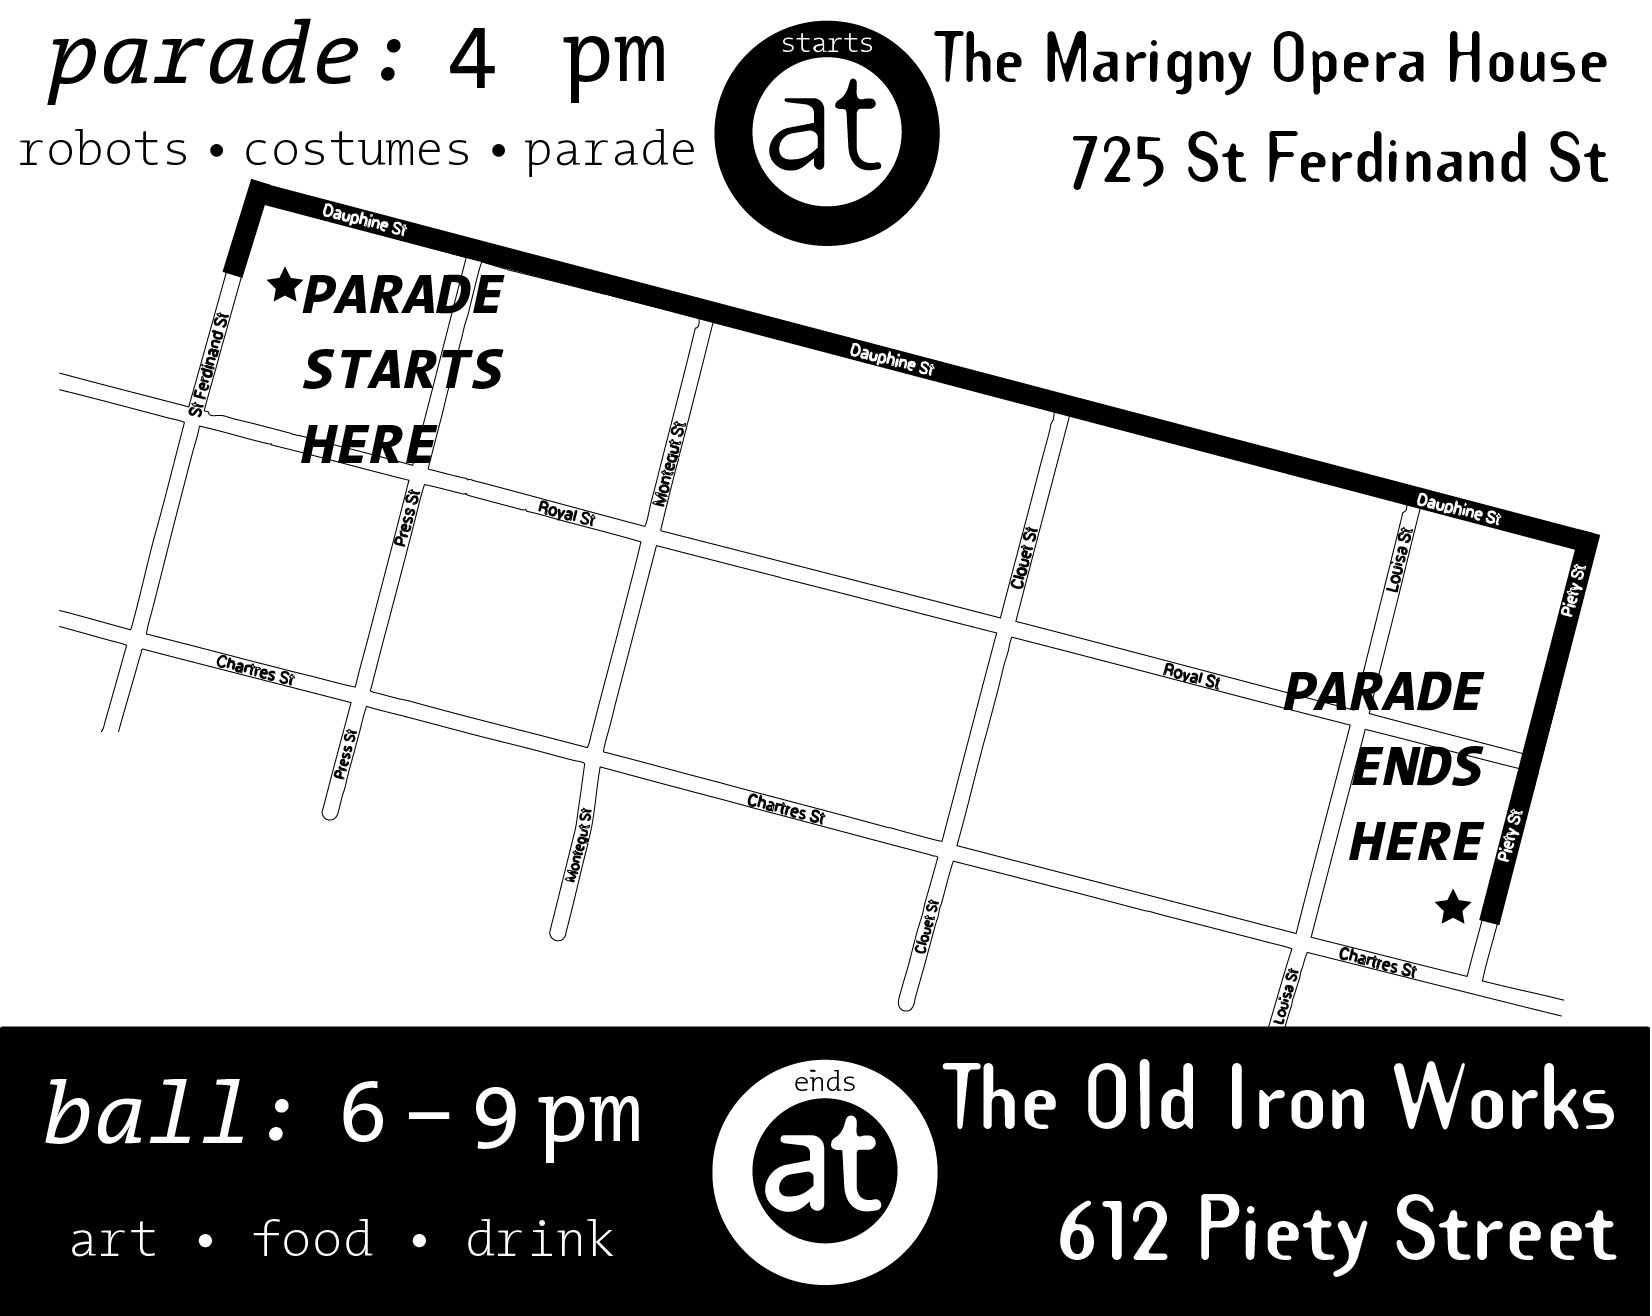 parade: 4 pm
starts
at
The Marigny Opera House
robots • costumes • parade
725 St Ferdinand St
Dauphine St
PARADE
STARTS
HERE
St Ferdinand St
Dauphine St
Montegut St
Press St
Royal St
Clouet St
Dauphine St
Louisa St
Piety St
Chartres St
Royal St
PARADE
ENDS
HERE
Press St
Montegut St
Chartres St
Piety St
Clouet St
Chartres St
Louisa St
ball: 6–9 pm
ends
at
The Old Iron Works
art • food • drink
612 Piety Street